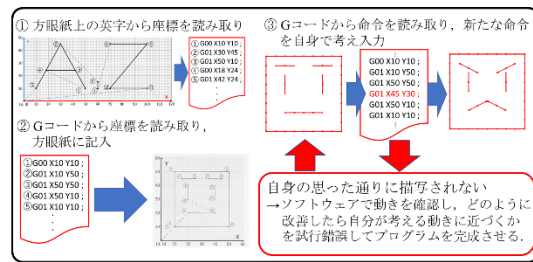 ① 方眼紙上の英字から座標を読み取り
①G00 X10 Y10 ;
②G01 X30 Y45 ;
③G01 X50 Y10 ;
④G00 X18 Y24 ;
⑤G01 X42 Y24 ;
② Gコードから座標を読み取り，
方眼紙に記入
①G00 X10 Y10 ;
②G01 X10 Y50 ;
③G01 X50 Y50 ;
④G01 X50 Y10 ;
⑤G01 X10 Y10 ;
③ Gコードから命令を読み取り，新たな命令
を自身で考え入力
G00 X10 Y10 ;
G01 X10 Y50 ;
G01 X50 Y50 ;
G01 X45 Y30 ;
G01 X50 Y10 ;
G01 X10 Y10 ;
自身の思った通りに描写されない
→ソフトウェアで動きを確認し，どのように
改善したら自分が考える動きに近づくか
を試行錯誤してプログラムを完成させる．